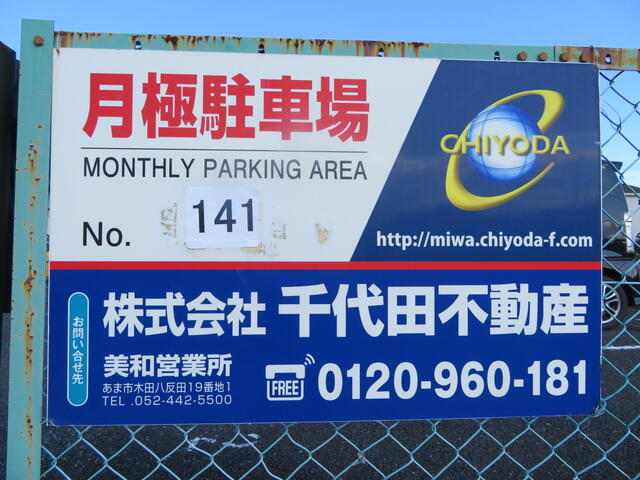 月極駐車場
MONTHLY PARKING AREA
No. 141
CHIYODA
http://miwa.chiyoda-f.com
お問い合せ先
株式会社 千代田不動産
美和営業所
あま市木田八反田19番地1
TEL .052-442-5500
FREE
0120-960-181